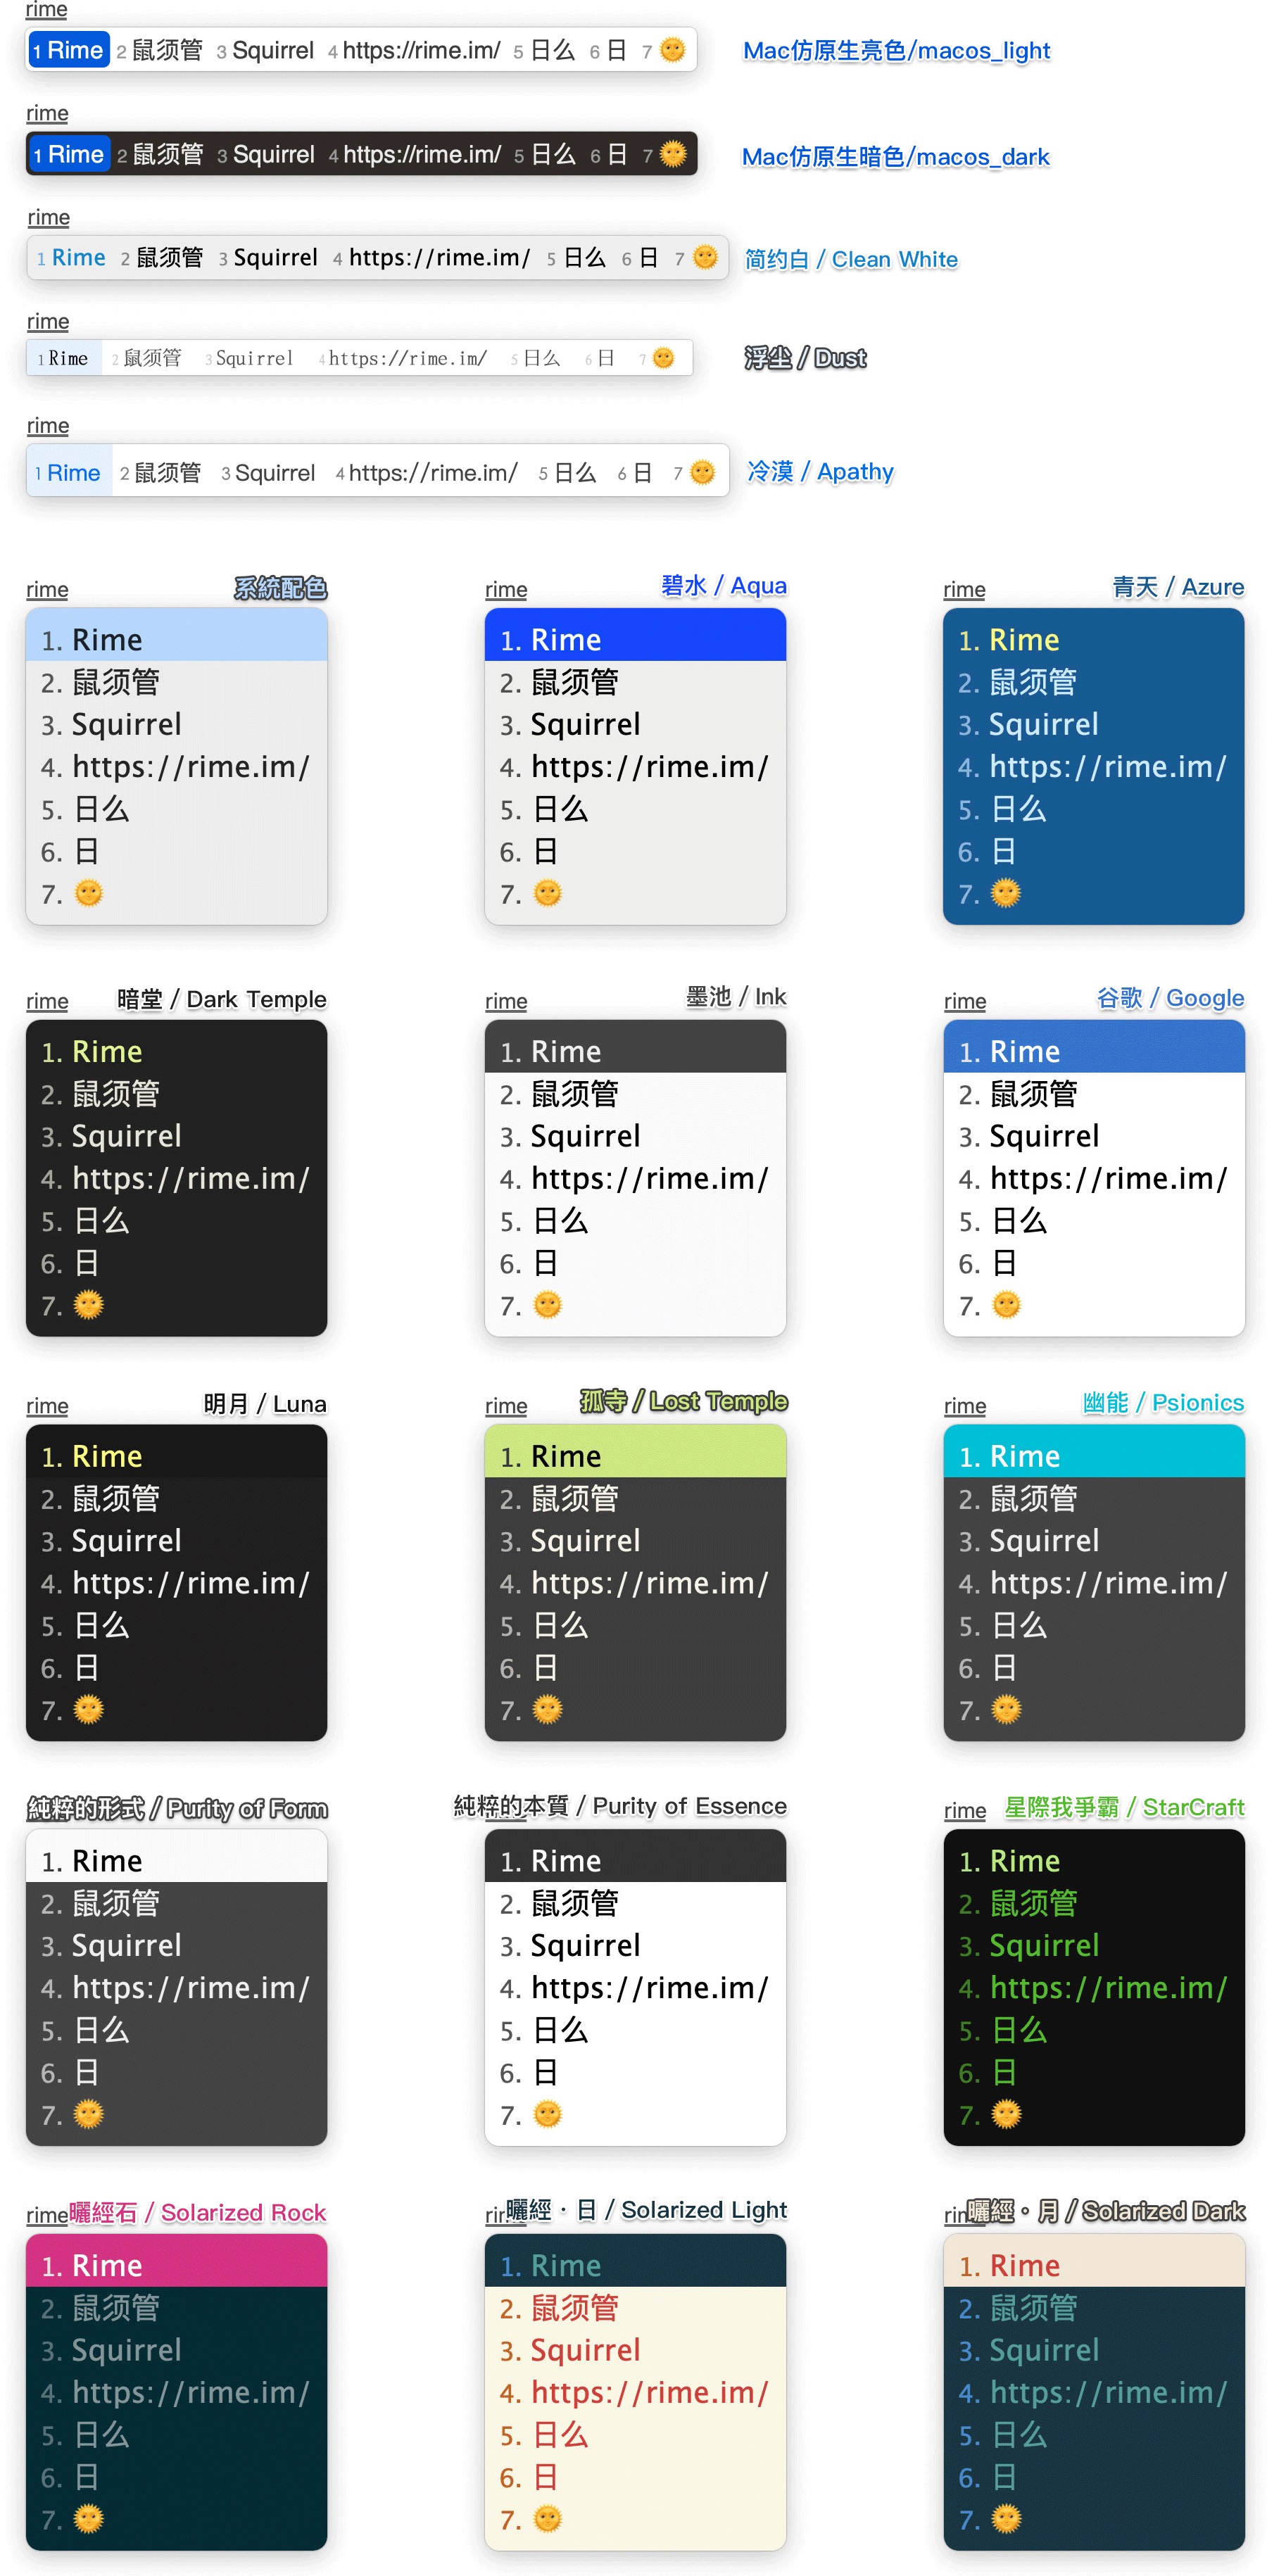 rime
1 Rime 2 鼠须管 3 Squirrel 4 https://rime.im/ 5 日么 6 日 7 🌞
Mac仿原生亮色/macos_light
rime
1 Rime 2 鼠须管 3 Squirrel 4 https://rime.im/ 5 日么 6 日 7 🌞
Mac仿原生暗色/macos_dark
rime
1 Rime 2 鼠须管 3 Squirrel 4 https://rime.im/ 5 日么 6 日 7 🌞
简约白 / Clean White
rime
1 Rime 2 鼠须管 3 Squirrel 4 https://rime.im/ 5 日么 6 日 7 🌞
浮尘 / Dust
rime
1 Rime 2 鼠须管 3 Squirrel 4 https://rime.im/ 5 日么 6 日 7 🌞
冷漠 / Apathy
rime 系統配色
1. Rime
2. 鼠须管
3. Squirrel
4. https://rime.im/
5. 日么
6. 日
7. 🌞
rime 碧水 / Aqua
1. Rime
2. 鼠须管
3. Squirrel
4. https://rime.im/
5. 日么
6. 日
7. 🌞
rime 青天 / Azure
1. Rime
2. 鼠须管
3. Squirrel
4. https://rime.im/
5. 日么
6. 日
7. 🌞
rime 暗堂 / Dark Temple
1. Rime
2. 鼠须管
3. Squirrel
4. https://rime.im/
5. 日么
6. 日
7. 🌞
rime 墨池 / Ink
1. Rime
2. 鼠须管
3. Squirrel
4. https://rime.im/
5. 日么
6. 日
7. 🌞
rime 谷歌 / Google
1. Rime
2. 鼠须管
3. Squirrel
4. https://rime.im/
5. 日么
6. 日
7. 🌞
rime 明月 / Luna
1. Rime
2. 鼠须管
3. Squirrel
4. https://rime.im/
5. 日么
6. 日
7. 🌞
rime 孤寺 / Lost Temple
1. Rime
2. 鼠须管
3. Squirrel
4. https://rime.im/
5. 日么
6. 日
7. 🌞
rime 幽能 / Psionics
1. Rime
2. 鼠须管
3. Squirrel
4. https://rime.im/
5. 日么
6. 日
7. 🌞
純粹的形式 / Purity of Form
1. Rime
2. 鼠须管
3. Squirrel
4. https://rime.im/
5. 日么
6. 日
7. 🌞
純粹的本質 / Purity of Essence
1. Rime
2. 鼠须管
3. Squirrel
4. https://rime.im/
5. 日么
6. 日
7. 🌞
rime 星際我爭霸 / StarCraft
1. Rime
2. 鼠须管
3. Squirrel
4. https://rime.im/
5. 日么
6. 日
7. 🌞
rime 曬經石 / Solarized Rock
1. Rime
2. 鼠须管
3. Squirrel
4. https://rime.im/
5. 日么
6. 日
7. 🌞
曬經・日 / Solarized Light
1. Rime
2. 鼠须管
3. Squirrel
4. https://rime.im/
5. 日么
6. 日
7. 🌞
曬經・月 / Solarized Dark
1. Rime
2. 鼠须管
3. Squirrel
4. https://rime.im/
5. 日么
6. 日
7. 🌞